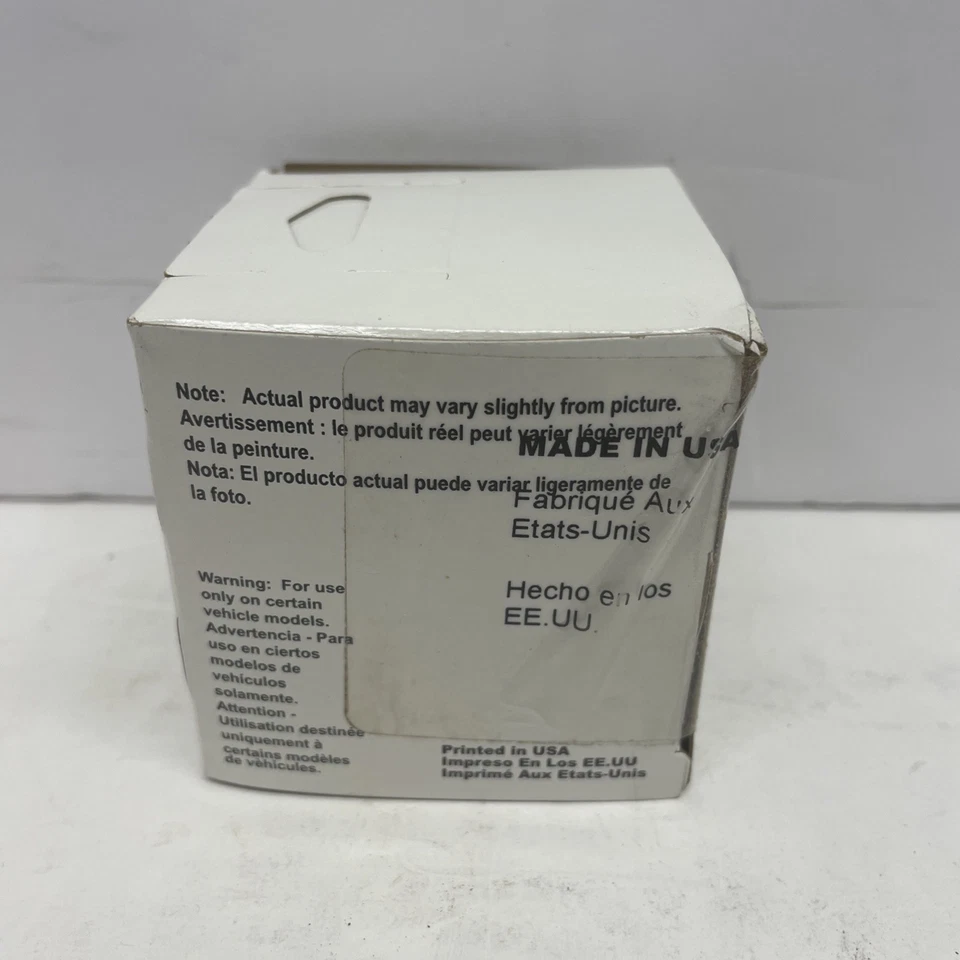 Note: Actual product may vary slightly from picture.
Avertissement : le produit réel peut varier légèrement
de la peinture.
Nota: El producto actual puede variar ligeramente de
la foto.
MADE IN USA
Fabriqué Aux
Etats-Unis
Hecho en los
EE.UU.
Warning: For use
only on certain
vehicle models.
Advertencia - Para
uso en ciertos
modelos de
vehiculos
solamente.
Attention -
Utilisation destinée
uniquement à
certains modèles
de vèhicules.
Printed in USA
Impreso En Los EE.UU
Imprimé Aux Etats-Unis